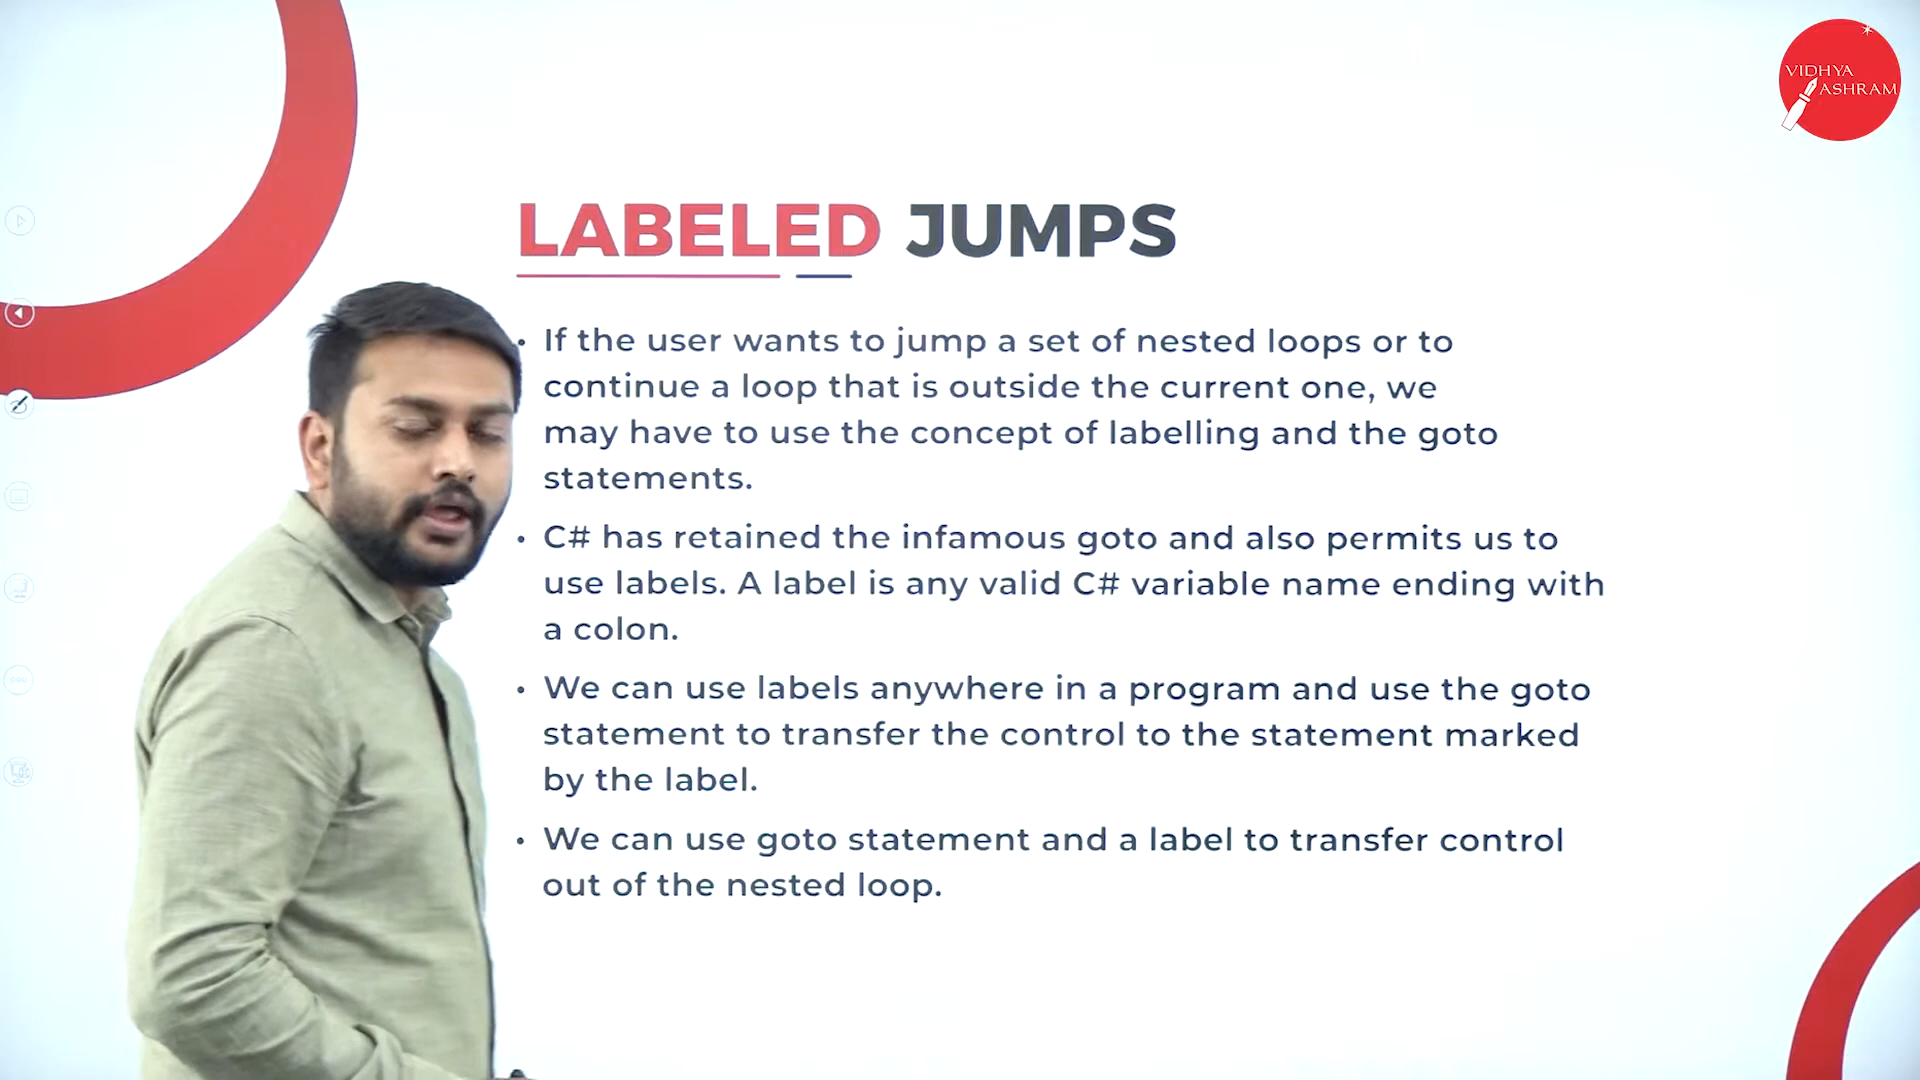 VIDHYA
ASHRAM
LABELED JUMPS
• If the user wants to jump a set of nested loops or to
continue a loop that is outside the current one, we
may have to use the concept of labelling and the goto
statements.
• C# has retained the infamous goto and also permits us to
use labels. A label is any valid C# variable name ending with
a colon.
• We can use labels anywhere in a program and use the goto
statement to transfer the control to the statement marked
by the label.
• We can use goto statement and a label to transfer control
out of the nested loop.